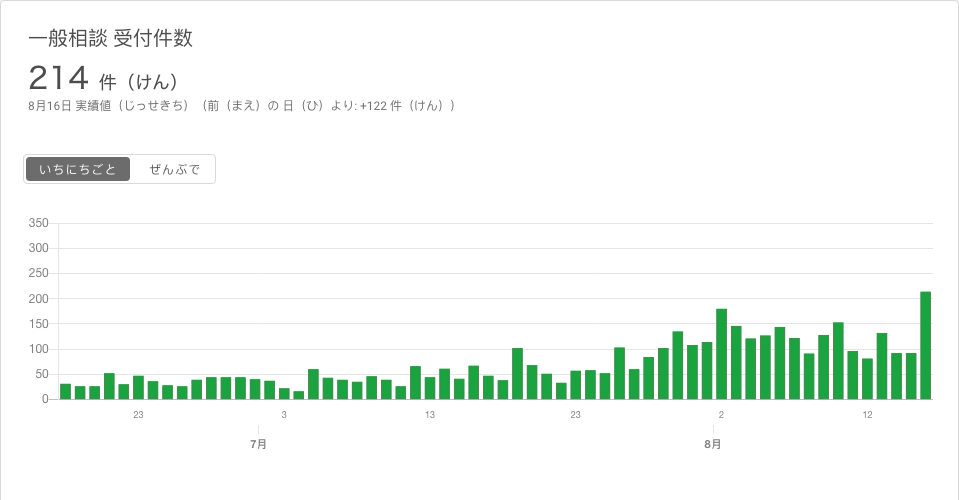 一般相談 受付件数
214 件（けん）
8月16日 実績値（じっせきち）（前（まえ）の 日（ひ）より: +122 件（けん））
いちにちごと ぜんぶで
350
300
250
200
150
100
50
0
23 3 13 23 2 12
7月 8月